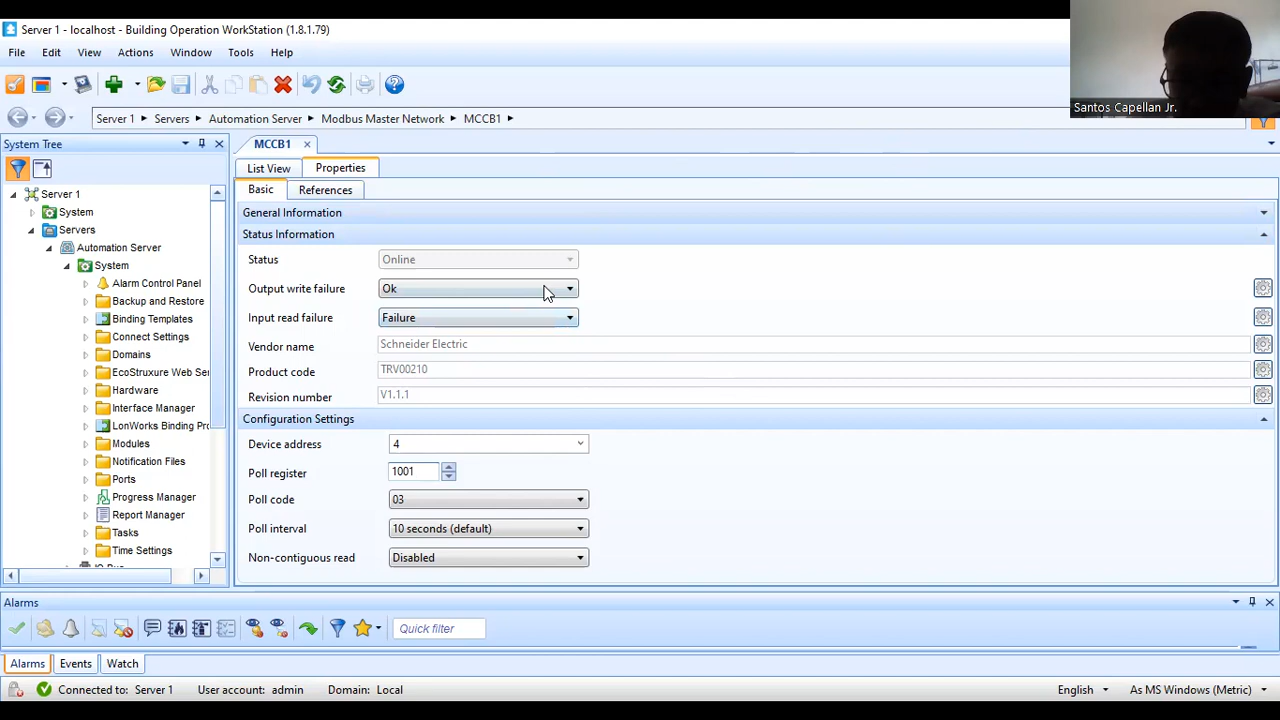 Server 1 - localhost - Building Operation WorkStation (1.8.1.79)
File Edit View Actions Window Help
Santos Capellan Jr.
Server 1 Servers Automation Server Modbus Master Network MCCB1
System Tree
MCCB1
List View Properties
Basic References
Server 1
System
Servers
Automation Server
System
Alarm Control Panel
Backup and Restore
Binding Templates
Connect Settings
Domains
EcoStruxure Web Ser
Hardware
Interface Manager
LonWorks Binding Pro
Modules
Notification Files
Ports
Progress Manager
Report Manager
Tasks
Time Settings
General Information
Status Information
Status Online
Output write failure Ok
Input read failure Failure
Vendor name Schneider Electric
Product code TRV00210
Revision number V1.1.1
Configuration Settings
Device address 4
Poll register 1001
Poll code 03
Poll interval 10 seconds (default)
Non-contiguous read Disabled
Alarms
Quick filter
Alarms Events Watch
Connected to: Server 1 User account: admin Domain: Local English As MS Windows (Metric)